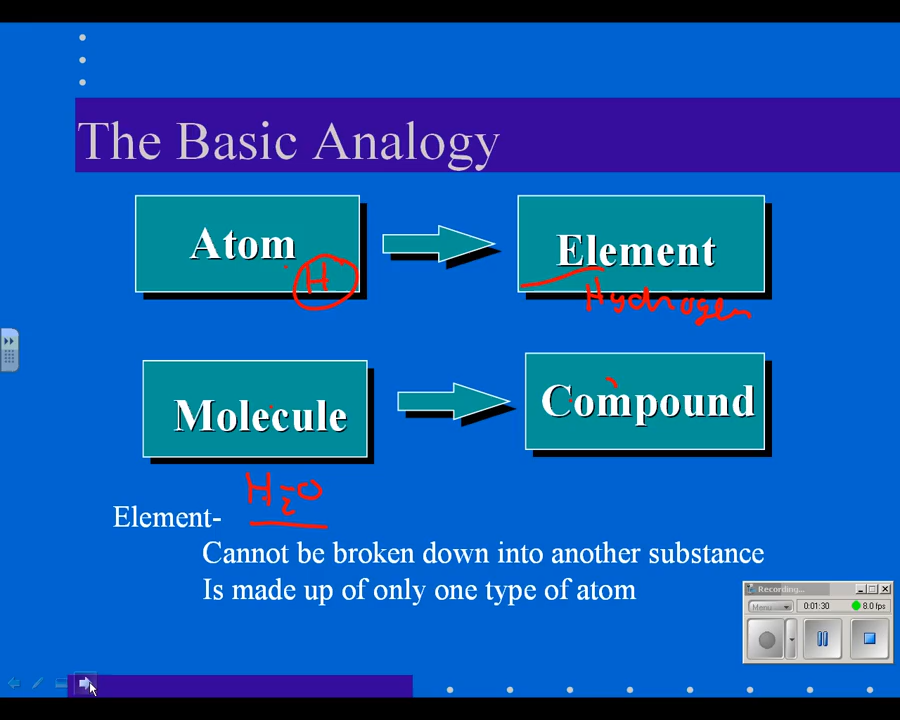 The Basic Analogy
Atom
H
Element
Hydrogen
Molecule
Compound
H2O
Element-
Cannot be broken down into another substance
Is made up of only one type of atom
Recording...
Menu
0:01:30
8.0 fps